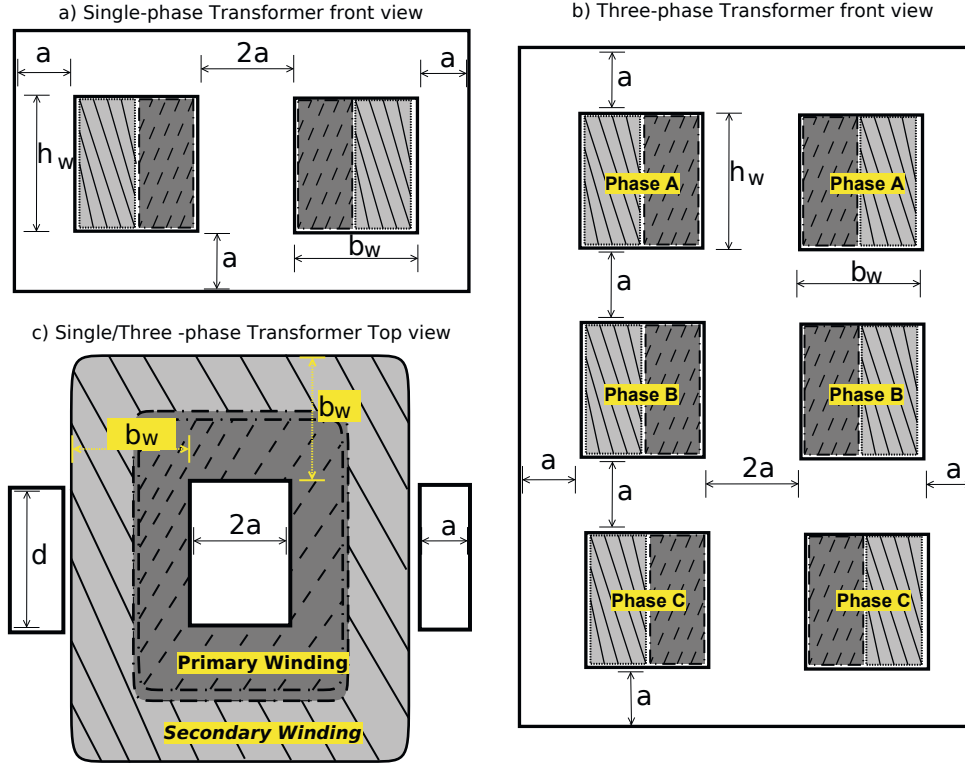 a) Single-phase Transformer front view
a
2a
a
h w
a
bw
b) Three-phase Transformer front view
a
Phase A
hw
Phase A
a
bw
Phase B
Phase B
a
a
2a
a
Phase C
Phase C
a
c) Single/Three -phase Transformer Top view
bw
bw
2a
d
a
Primary Winding
Secondary Winding